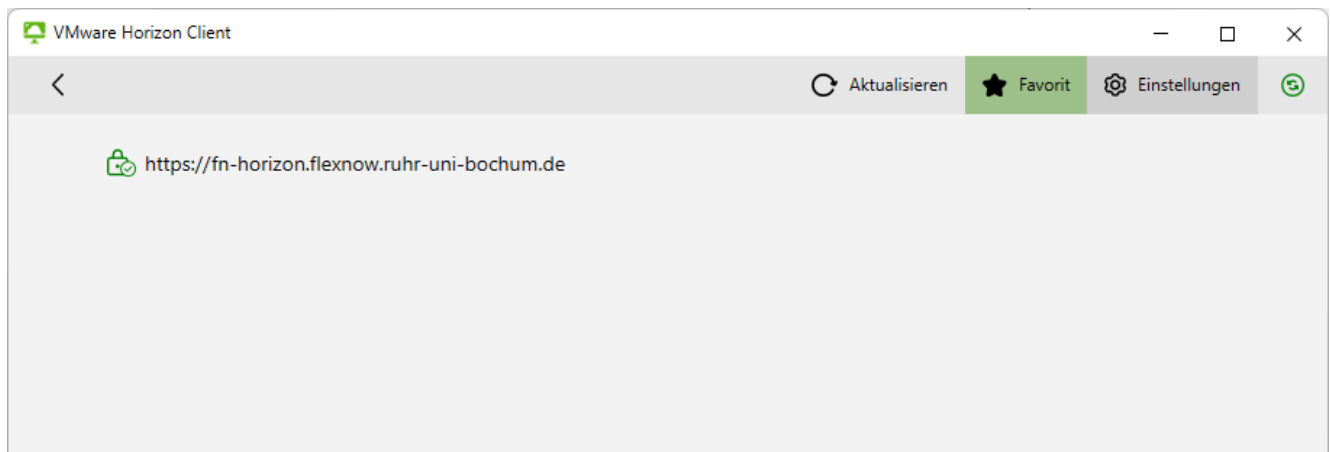 VMware Horizon Client
Aktualisieren Favorit Einstellungen
https://fn-horizon.flexnow.ruhr-uni-bochum.de